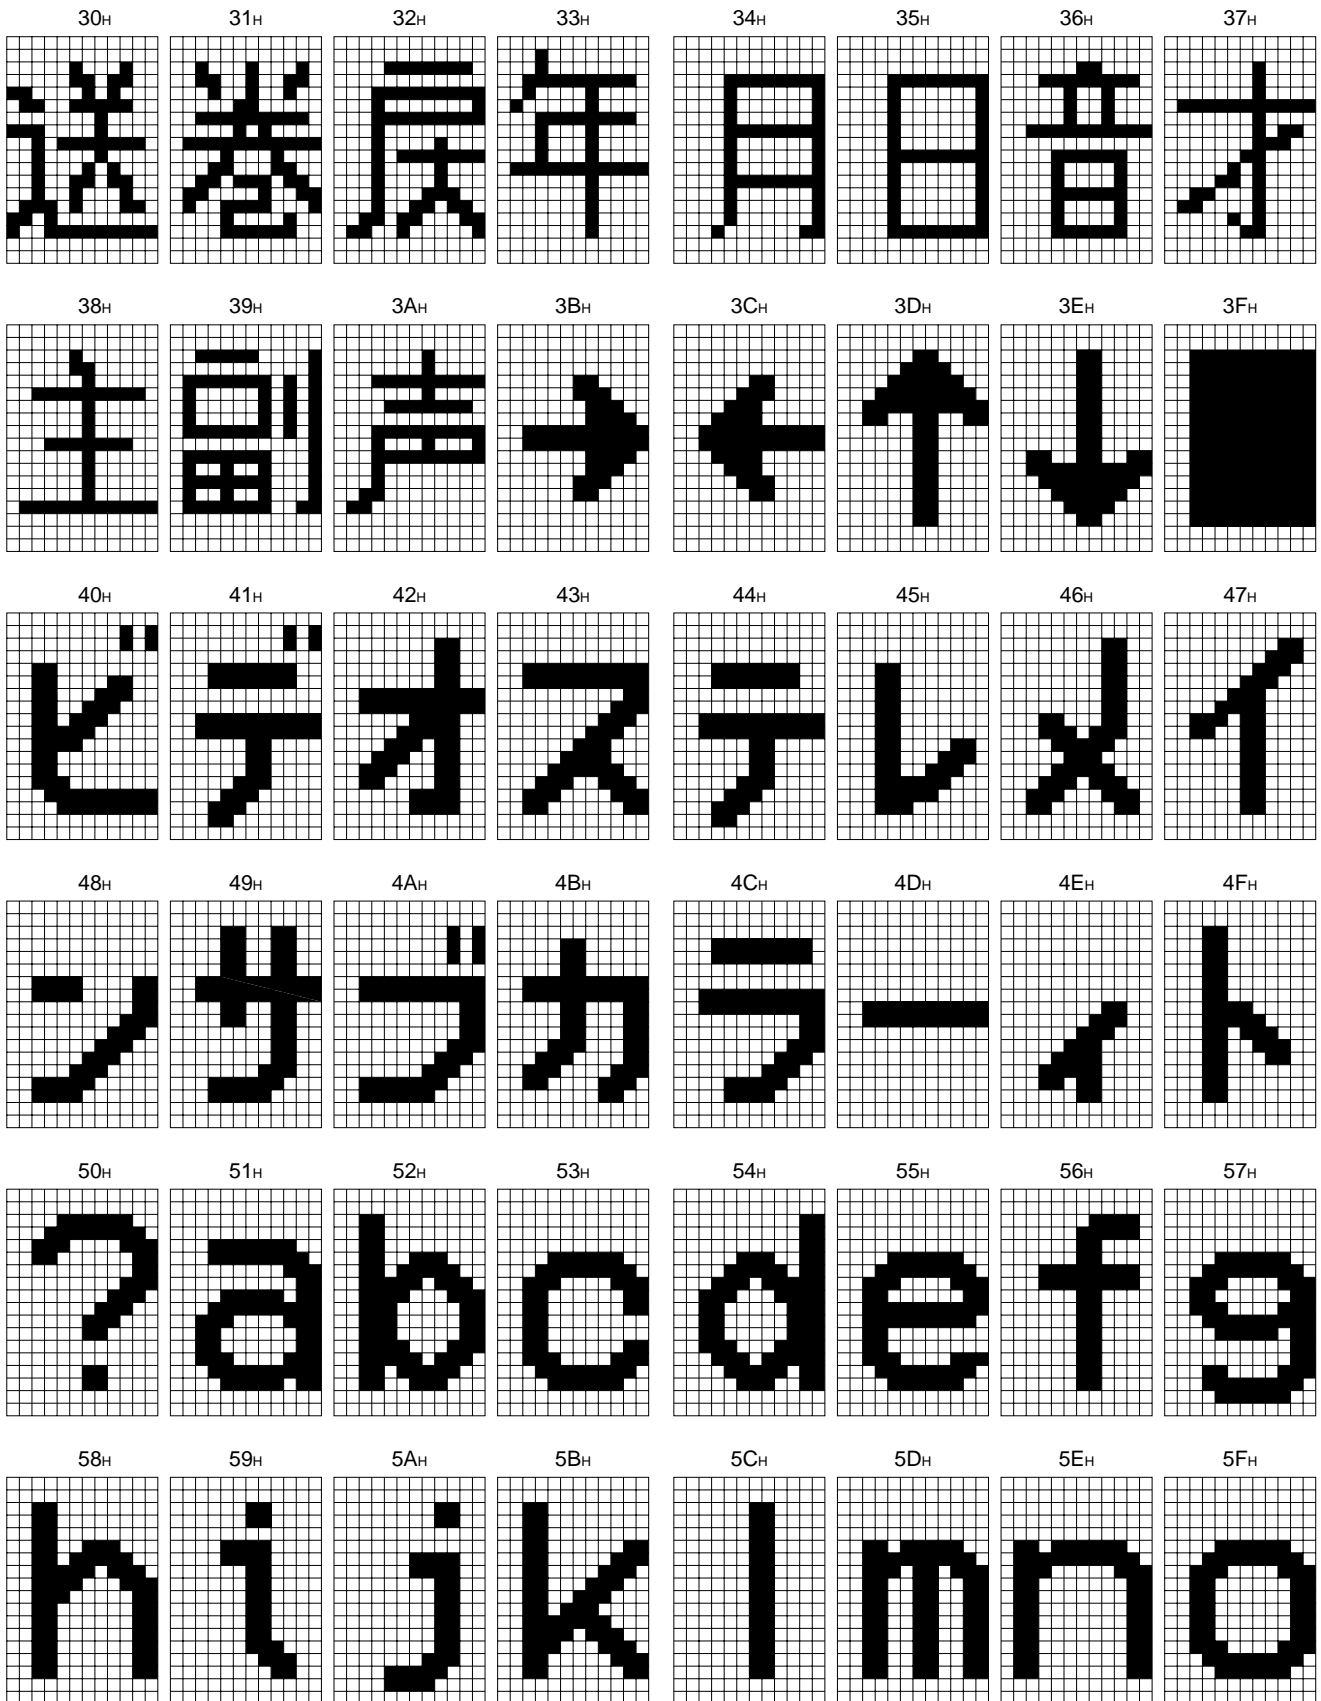 30H 31H 32H 33H 34H 35H 36H 37H
送 巻 戻 年 月 日 音 オ
38H 39H 3AH 3BH 3CH 3DH 3EH 3FH
主 副 声 → ← ↑ ↓ ■
40H 41H 42H 43H 44H 45H 46H 47H
ビ デ オ ス テ レ メ イ
48H 49H 4AH 4BH 4CH 4DH 4EH 4FH
ン サ ブ カ ラ ー ィ ト
50H 51H 52H 53H 54H 55H 56H 57H
? a b c d e f g
58H 59H 5AH 5BH 5CH 5DH 5EH 5FH
h i j k l m n o